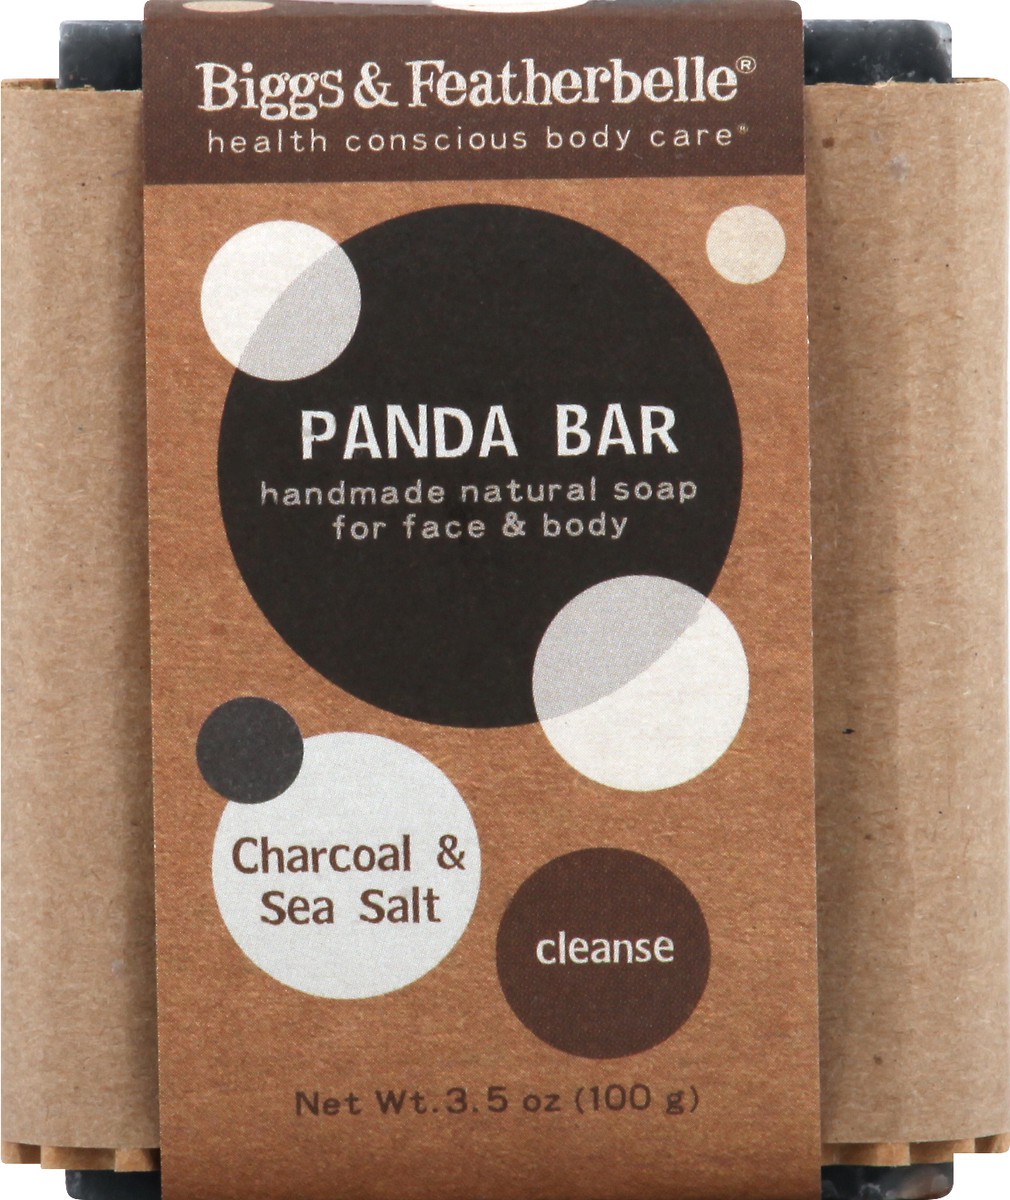 Biggs & Featherbelle®
health conscious body care®
PANDA BAR
handmade natural soap
for face & body
Charcoal &
Sea Salt
cleanse
Net Wt. 3.5 oz (100 g)